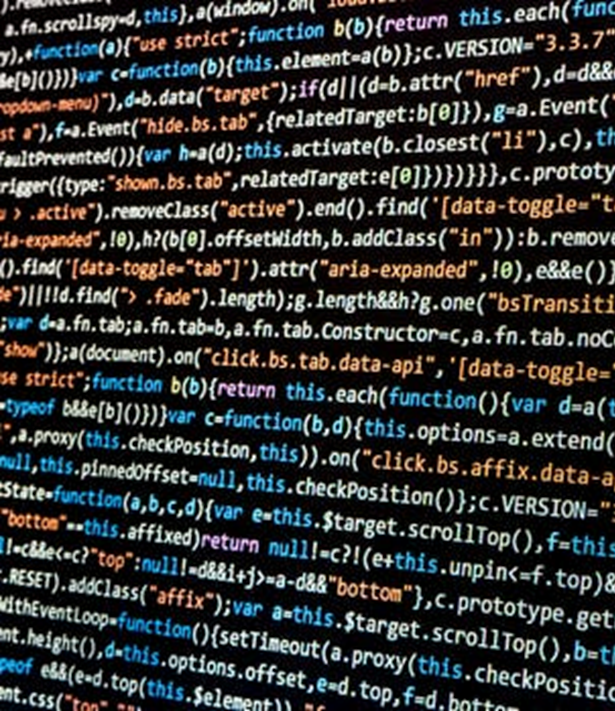 a.fn.scrollspy=d,this},a(window).on(
y),+function(a){"use strict";function b(b){return this.each(func
&e[b]()})}var c=function(b){this.element=a(b)};c.VERSION="3.3.7"
ropdown-menu)"),d=b.data("target");if(d||(d=b.attr("href"),d=d&&
st a"),f=a.Event("hide.bs.tab",{relatedTarget:b[0]}),g=a.Event(
faultPrevented()){var h=a(d);this.activate(b.closest("li"),c),th
rigger({type:"shown.bs.tab",relatedTarget:e[0]})})}}},c.prototy
> .active").removeClass("active").end().find('[data-toggle="t
ia-expanded",!0),h?(b[0].offsetWidth,b.addClass("in")):b.remove
().find('[data-toggle="tab"]').attr("aria-expanded",!0),e&&e()}
de")||!!d.find("> .fade").length);g.length&&h?g.one("bsTransiti
;var d=a.fn.tab;a.fn.tab=b,a.fn.tab.Constructor=c,a.fn.tab.noC
"show")};a(document).on("click.bs.tab.data-api",'[data-toggle=
se strict";function b(b){return this.each(function(){var d=a(t
=typeof b&&e[b]()})}var c=function(b,d){this.options=a.extend(
",a.proxy(this.checkPosition,this)).on("click.bs.affix.data-a
null,this.pinnedOffset=null,this.checkPosition()};c.VERSION="
tState=function(a,b,c,d){var e=this.$target.scrollTop(),f=this
"bottom"==this.affixed)return null!=c?!(e+this.unpin<=f.top)&
l!=c&&e<=c?"top":null!=d&&i+j>=a-d&&"bottom"},c.prototype.get
.RESET).addClass("affix");var a=this.$target.scrollTop(),b=th
WithEventLoop=function(){setTimeout(a.proxy(this.checkPositi
ent.height(),d=this.options.offset,e=d.top,f=d.bottom
peof e&&(e=d.top(this.$element)),
ent.css("top"